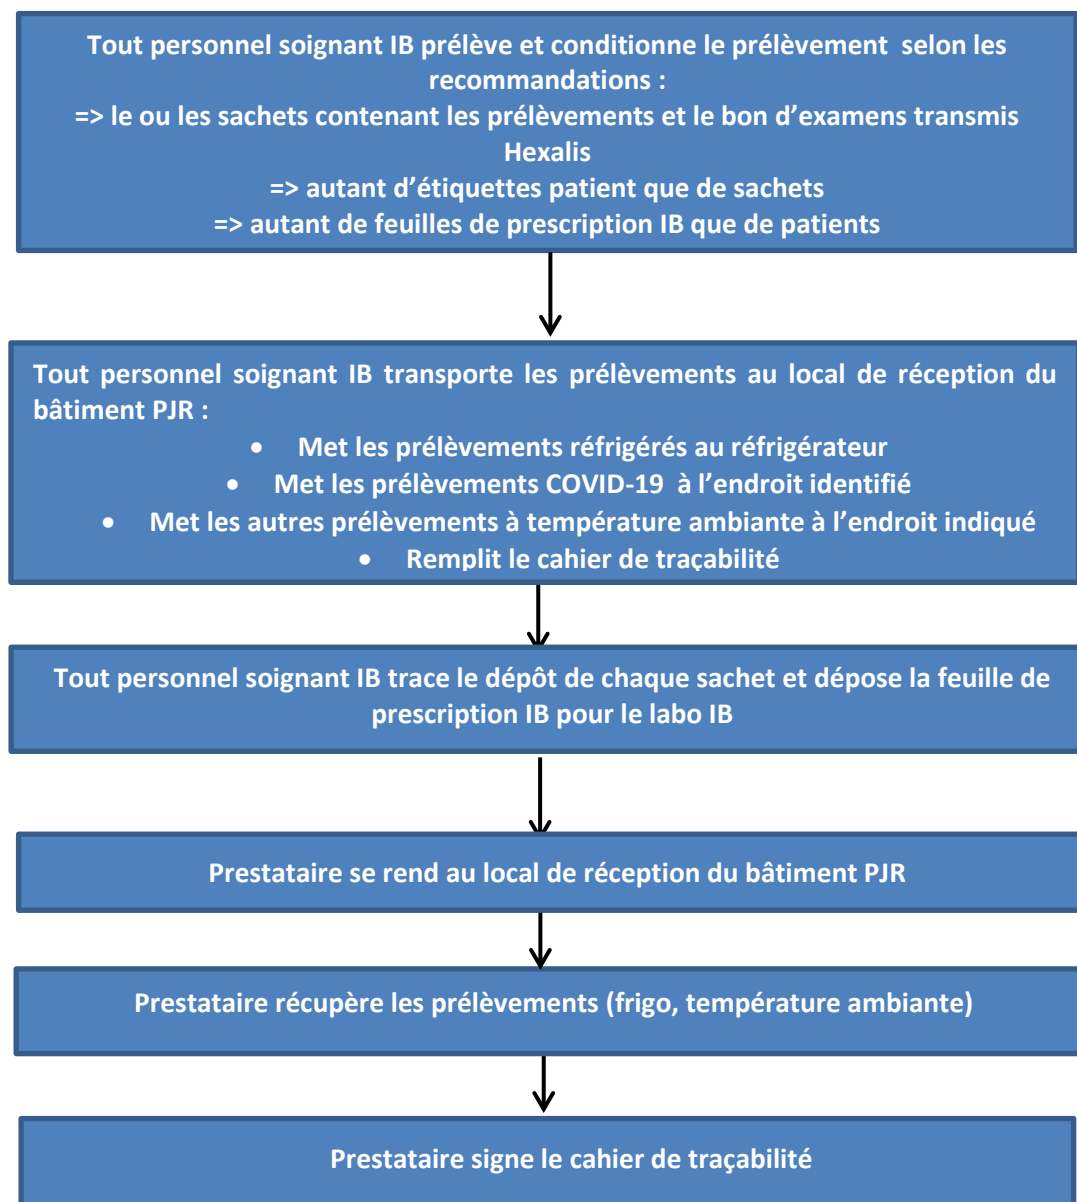 Tout personnel soignant IB prélève et conditionne le prélèvement selon les
recommandations :
=> le ou les sachets contenant les prélèvements et le bon d’examens transmis
Hexalis
=> autant d’étiquettes patient que de sachets
=> autant de feuilles de prescription IB que de patients
Tout personnel soignant IB transporte les prélèvements au local de réception du
bâtiment PJR :
• Met les prélèvements réfrigérés au réfrigérateur
• Met les prélèvements COVID-19 à l’endroit identifié
• Met les autres prélèvements à température ambiante à l’endroit indiqué
• Remplit le cahier de traçabilité
Tout personnel soignant IB trace le dépôt de chaque sachet et dépose la feuille de
prescription IB pour le labo IB
Prestataire se rend au local de réception du bâtiment PJR
Prestataire récupère les prélèvements (frigo, température ambiante)
Prestataire signe le cahier de traçabilité